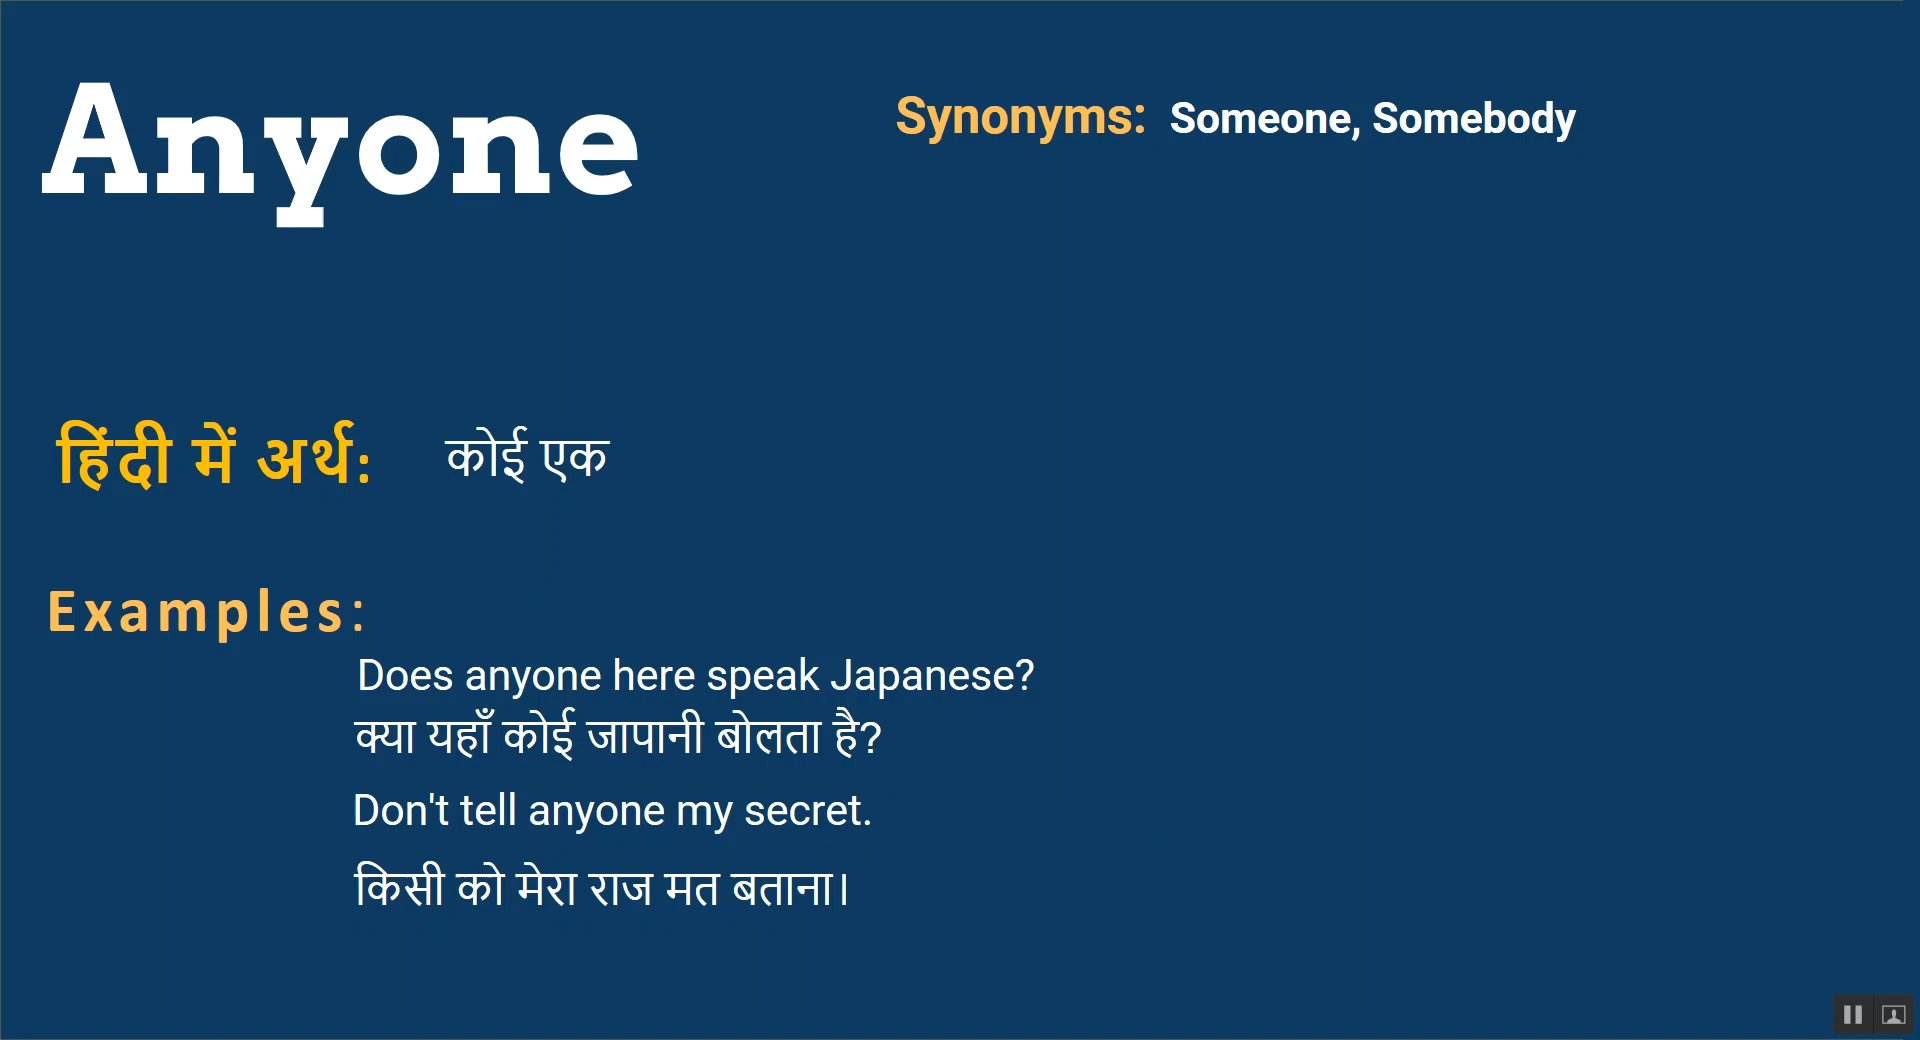 Anyone
Synonyms: Someone, Somebody
हिंदी में अर्थ: कोई एक
Examples:
Does anyone here speak Japanese?
क्या यहाँ कोई जापानी बोलता है?
Don't tell anyone my secret.
किसी को मेरा राज मत बताना।